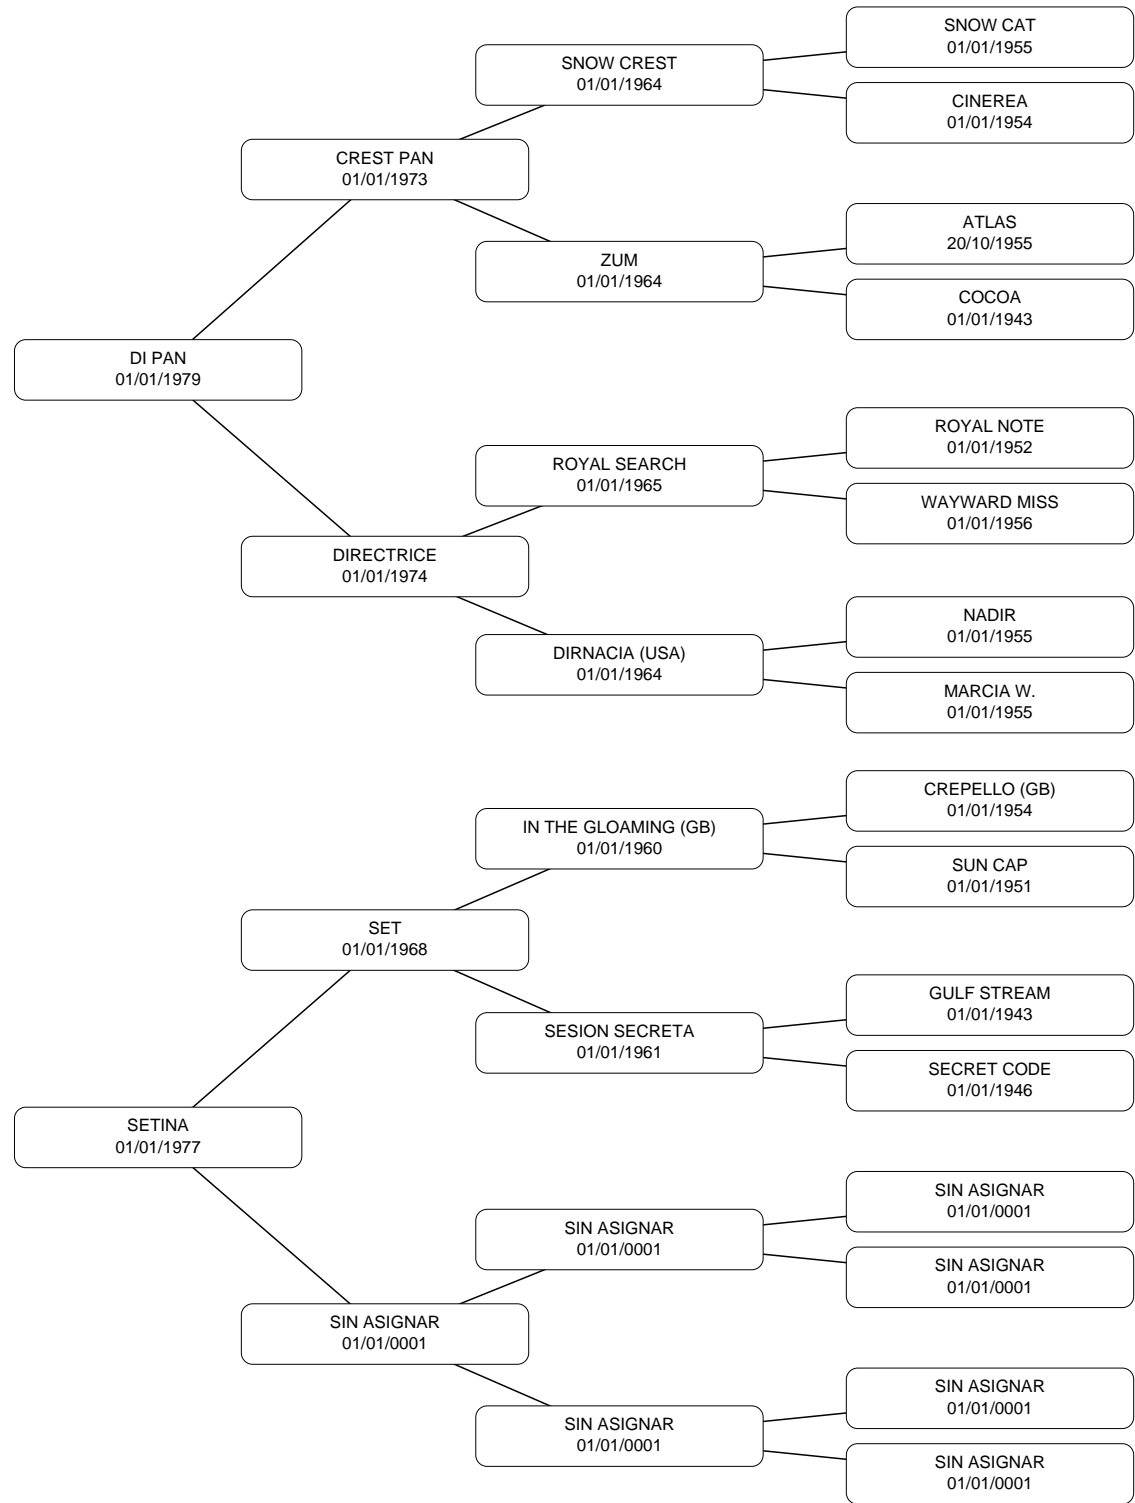 SNOW CAT
01/01/1955
SNOW CREST
01/01/1964
CINEREA
01/01/1954
CREST PAN
01/01/1973
ATLAS
20/10/1955
ZUM
01/01/1964
COCOA
01/01/1943
DI PAN
01/01/1979
ROYAL NOTE
01/01/1952
ROYAL SEARCH
01/01/1965
WAYWARD MISS
01/01/1956
DIRECTRICE
01/01/1974
NADIR
01/01/1955
DIRNACIA (USA)
01/01/1964
MARCIA W.
01/01/1955
CREPELLO (GB)
01/01/1954
IN THE GLOAMING (GB)
01/01/1960
SUN CAP
01/01/1951
SET
01/01/1968
GULF STREAM
01/01/1943
SESION SECRETA
01/01/1961
SECRET CODE
01/01/1946
SETINA
01/01/1977
SIN ASIGNAR
01/01/0001
SIN ASIGNAR
01/01/0001
SIN ASIGNAR
01/01/0001
SIN ASIGNAR
01/01/0001
SIN ASIGNAR
01/01/0001
SIN ASIGNAR
01/01/0001
SIN ASIGNAR
01/01/0001